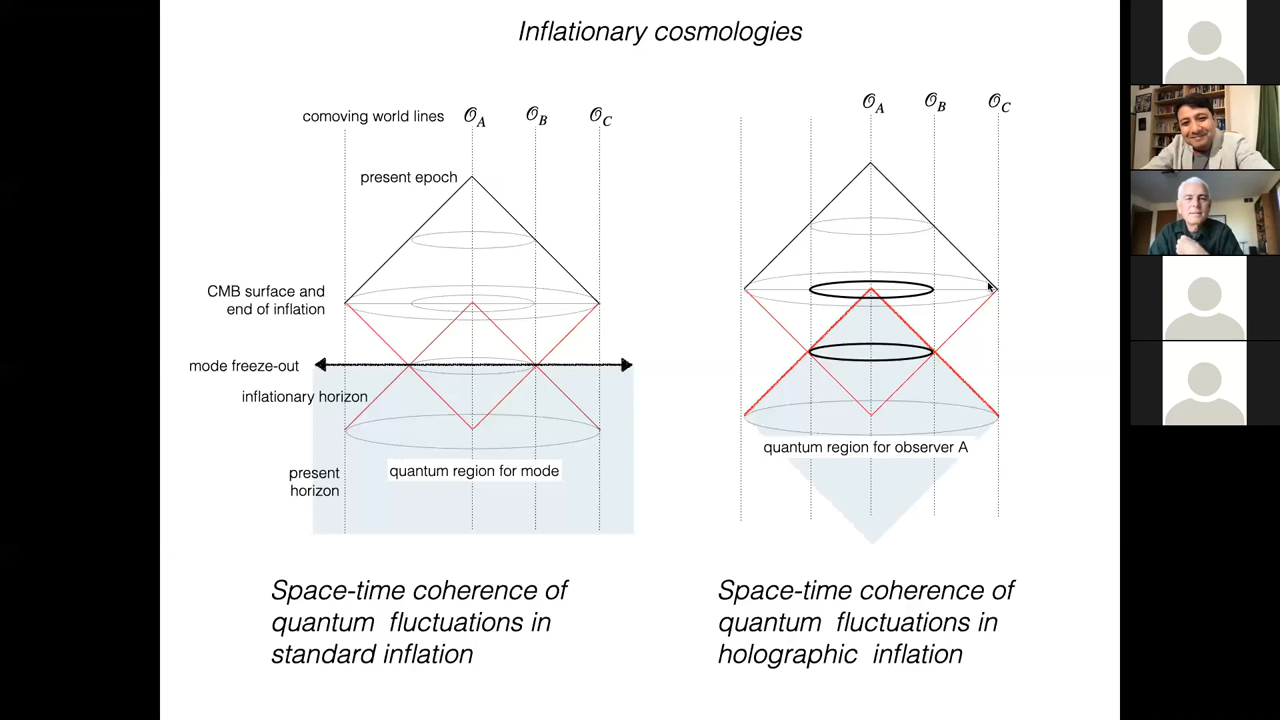 Inflationary cosmologies
comoving world lines
𝒪A
𝒪B
𝒪C
present epoch
CMB surface and
end of inflation
mode freeze-out
inflationary horizon
quantum region for mode
present
horizon
Space-time coherence of
quantum fluctuations in
standard inflation
𝒪A
𝒪B
𝒪C
quantum region for observer A
Space-time coherence of
quantum fluctuations in
holographic inflation